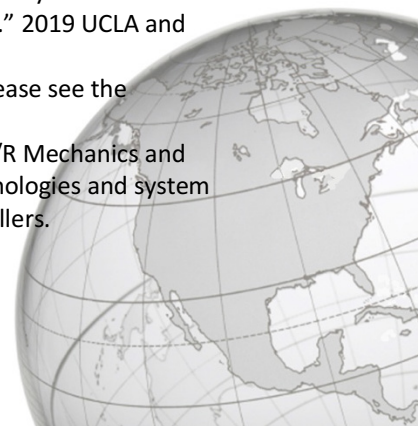 .” 2019 UCLA and
ease see the
/R Mechanics and
nologies and system
llers.